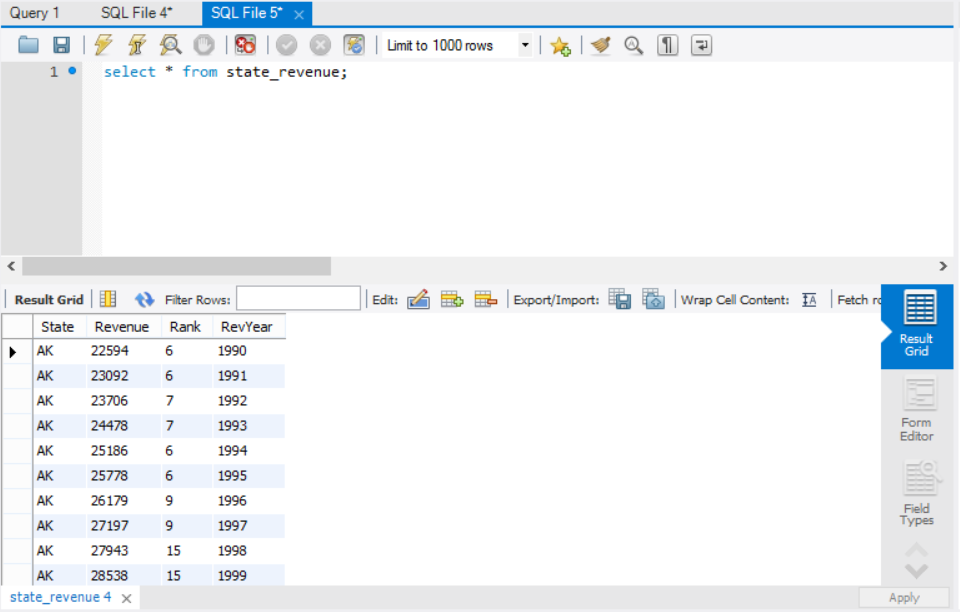 Query 1 SQL File 4* SQL File 5*
Limit to 1000 rows
1 select * from state_revenue;
Result Grid Filter Rows: Edit: Export/Import: Wrap Cell Content: Fetch
State Revenue Rank RevYear
AK 22594 6 1990
AK 23092 6 1991
AK 23706 7 1992
AK 24478 7 1993
AK 25186 6 1994
AK 25778 6 1995
AK 26179 9 1996
AK 27197 9 1997
AK 27943 15 1998
AK 28538 15 1999
Result
Grid
Form
Editor
Field
Types
state_revenue 4
Apply